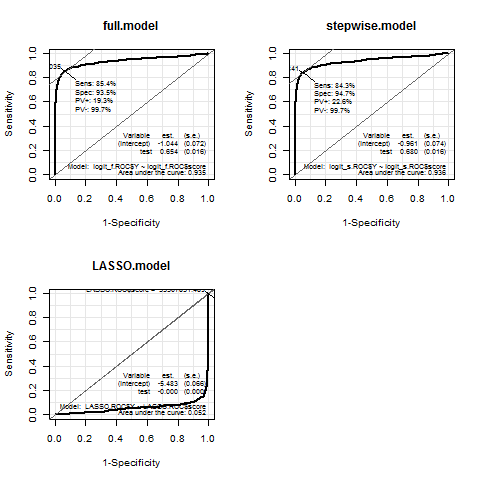 full.model
Sensitivity
0.0 0.2 0.4 0.6 0.8 1.0
Sens: 85.4%
Spec: 93.5%
PV+: 19.3%
PV-: 99.7%
Variable est. (s.e.)
(Intercept) -1.044 (0.072)
test 0.654 (0.016)
Model: logit_f.ROC$Y ~ logit_f.ROC$score
Area under the curve: 0.935
0.0 0.2 0.4 0.6 0.8 1.0
1-Specificity
stepwise.model
Sensitivity
0.0 0.2 0.4 0.6 0.8 1.0
Sens: 84.3%
Spec: 94.7%
PV+: 22.6%
PV-: 99.7%
Variable est. (s.e.)
(Intercept) -0.961 (0.074)
test 0.680 (0.016)
Model: logit_s.ROC$Y ~ logit_s.ROC$score
Area under the curve: 0.936
0.0 0.2 0.4 0.6 0.8 1.0
1-Specificity
LASSO.model
Sensitivity
0.0 0.2 0.4 0.6 0.8 1.0
Variable est. (s.e.)
(Intercept) -5.483 (0.066)
test -0.000 (0.000)
Model: LASSO.ROC$Y ~ LASSO.ROC$score
Area under the curve: 0.052
0.0 0.2 0.4 0.6 0.8 1.0
1-Specificity